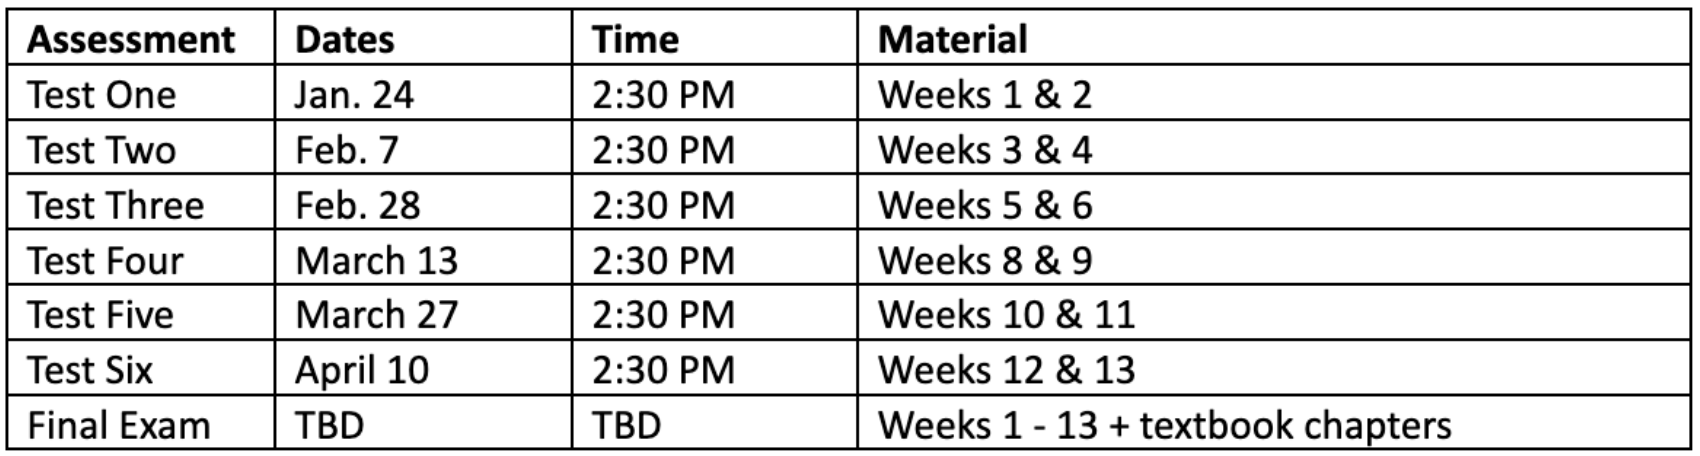 Assessment Dates Time Material
Test One Jan. 24 2:30 PM Weeks 1 & 2
Test Two Feb. 7 2:30 PM Weeks 3 & 4
Test Three Feb. 28 2:30 PM Weeks 5 & 6
Test Four March 13 2:30 PM Weeks 8 & 9
Test Five March 27 2:30 PM Weeks 10 & 11
Test Six April 10 2:30 PM Weeks 12 & 13
Final Exam TBD TBD Weeks 1 - 13 + textbook chapters